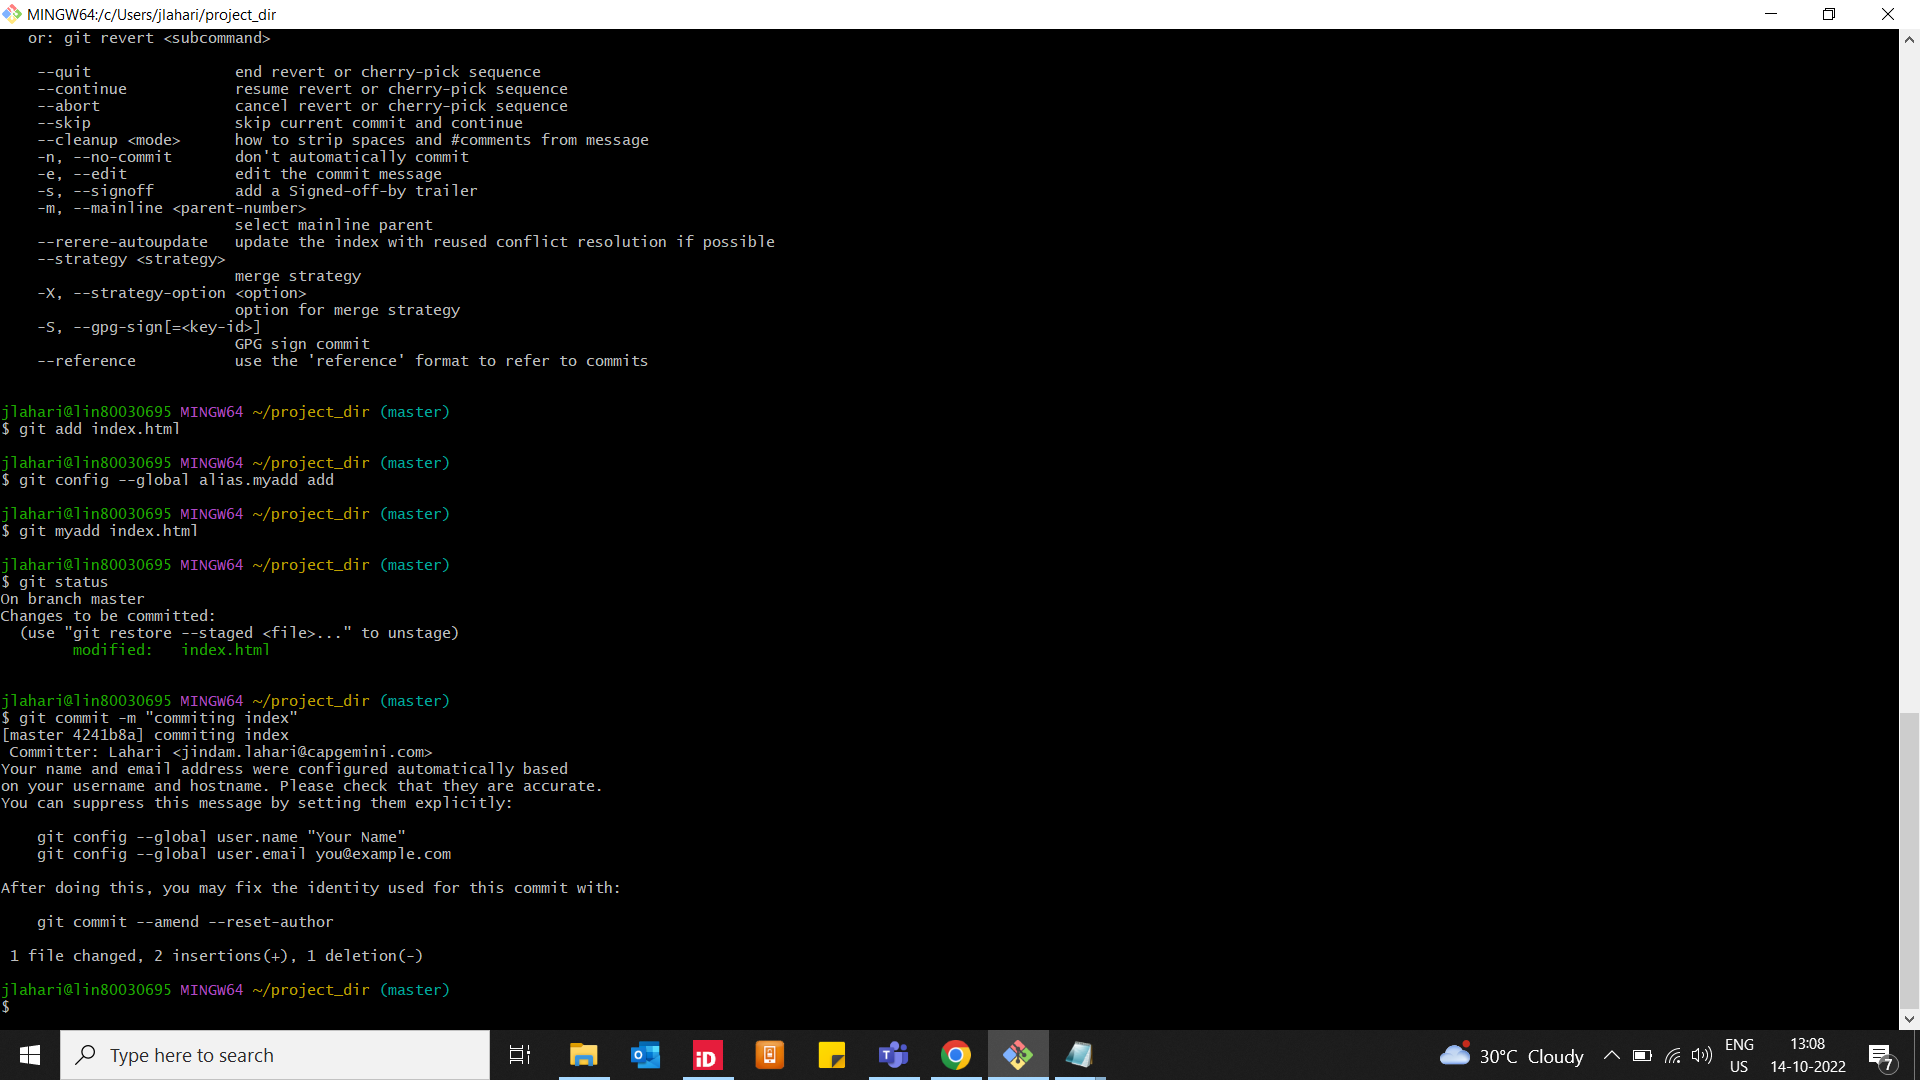 MINGW64:/c/Users/jlahari/project_dir
or: git revert <subcommand>
--quit end revert or cherry-pick sequence
--continue resume revert or cherry-pick sequence
--abort cancel revert or cherry-pick sequence
--skip skip current commit and continue
--cleanup <mode> how to strip spaces and #comments from message
-n, --no-commit don't automatically commit
-e, --edit edit the commit message
-s, --signoff add a Signed-off-by trailer
-m, --mainline <parent-number>
select mainline parent
--rerere-autoupdate update the index with reused conflict resolution if possible
--strategy <strategy>
merge strategy
-X, --strategy-option <option>
option for merge strategy
-S, --gpg-sign[=<key-id>]
GPG sign commit
--reference use the 'reference' format to refer to commits
jlahari@lin80030695 MINGW64 ~/project_dir (master)
$ git add index.html
jlahari@lin80030695 MINGW64 ~/project_dir (master)
$ git config --global alias.myadd add
jlahari@lin80030695 MINGW64 ~/project_dir (master)
$ git myadd index.html
jlahari@lin80030695 MINGW64 ~/project_dir (master)
$ git status
On branch master
Changes to be committed:
(use "git restore --staged <file>..." to unstage)
modified: index.html
jlahari@lin80030695 MINGW64 ~/project_dir (master)
$ git commit -m "commiting index"
[master 4241b8a] commiting index
Committer: Lahari <jindam.lahari@capgemini.com>
Your name and email address were configured automatically based
on your username and hostname. Please check that they are accurate.
You can suppress this message by setting them explicitly:
git config --global user.name "Your Name"
git config --global user.email you@example.com
After doing this, you may fix the identity used for this commit with:
git commit --amend --reset-author
1 file changed, 2 insertions(+), 1 deletion(-)
jlahari@lin80030695 MINGW64 ~/project_dir (master)
$
Type here to search
iD
30°C Cloudy
ENG
US
13:08
14-10-2022
7